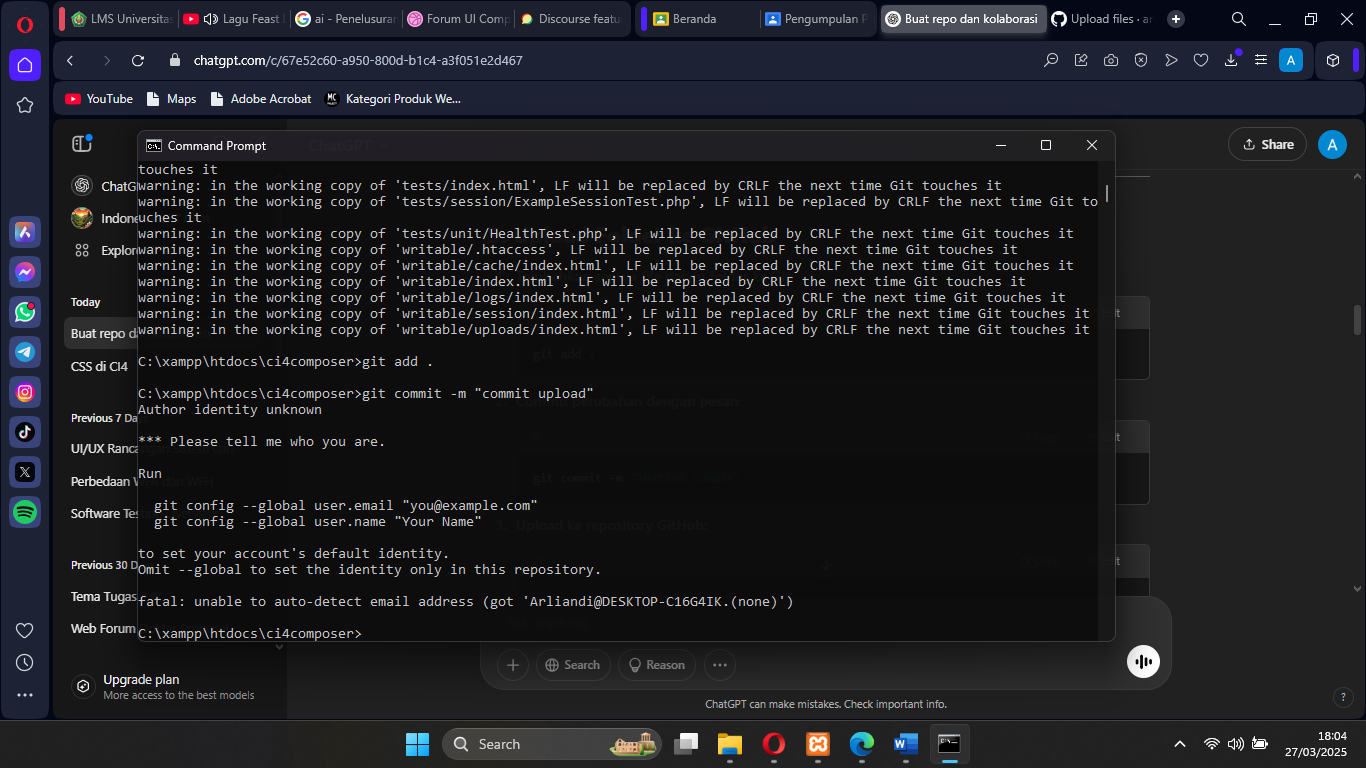 LMS Universitas
Lagu Feast
ai - Penelusuran
Forum UI Comp
Discourse featu
Beranda
Pengumpulan P
Buat repo dan kolaborasi
Upload files · ar
chatgpt.com/c/67e52c60-a950-800d-b1c4-a3f051e2d467
A
YouTube
Maps
Adobe Acrobat
Kategori Produk We...
Command Prompt
Share
A
touches it
warning: in the working copy of 'tests/index.html', LF will be replaced by CRLF the next time Git touches it
warning: in the working copy of 'tests/session/ExampleSessionTest.php', LF will be replaced by CRLF the next time Git to
uches it
warning: in the working copy of 'tests/unit/HealthTest.php', LF will be replaced by CRLF the next time Git touches it
warning: in the working copy of 'writable/.htaccess', LF will be replaced by CRLF the next time Git touches it
warning: in the working copy of 'writable/cache/index.html', LF will be replaced by CRLF the next time Git touches it
warning: in the working copy of 'writable/index.html', LF will be replaced by CRLF the next time Git touches it
warning: in the working copy of 'writable/logs/index.html', LF will be replaced by CRLF the next time Git touches it
warning: in the working copy of 'writable/session/index.html', LF will be replaced by CRLF the next time Git touches it
warning: in the working copy of 'writable/uploads/index.html', LF will be replaced by CRLF the next time Git touches it
C:\xampp\htdocs\ci4composer>git add .
C:\xampp\htdocs\ci4composer>git commit -m "commit upload"
Author identity unknown
*** Please tell me who you are.
Run
git config --global user.email "you@example.com"
git config --global user.name "Your Name"
to set your account's default identity.
Omit --global to set the identity only in this repository.
fatal: unable to auto-detect email address (got 'Arliandi@DESKTOP-C16G4IK.(none)')
C:\xampp\htdocs\ci4composer>
ChatG
Indone
Explor
Today
Buat repo da
CSS di CI4
Previous 7 Da
UI/UX Ranca
Perbedaan W
Software Tes
Previous 30 D
Tema Tugas
Web Forum
Upgrade plan
More access to the best models
git add .
perubahan dengan pesan:
git commit -m
3. Upload ke repository GitHub:
Search
Reason
ChatGPT can make mistakes. Check important info.
?
Search
18:04
27/03/2025